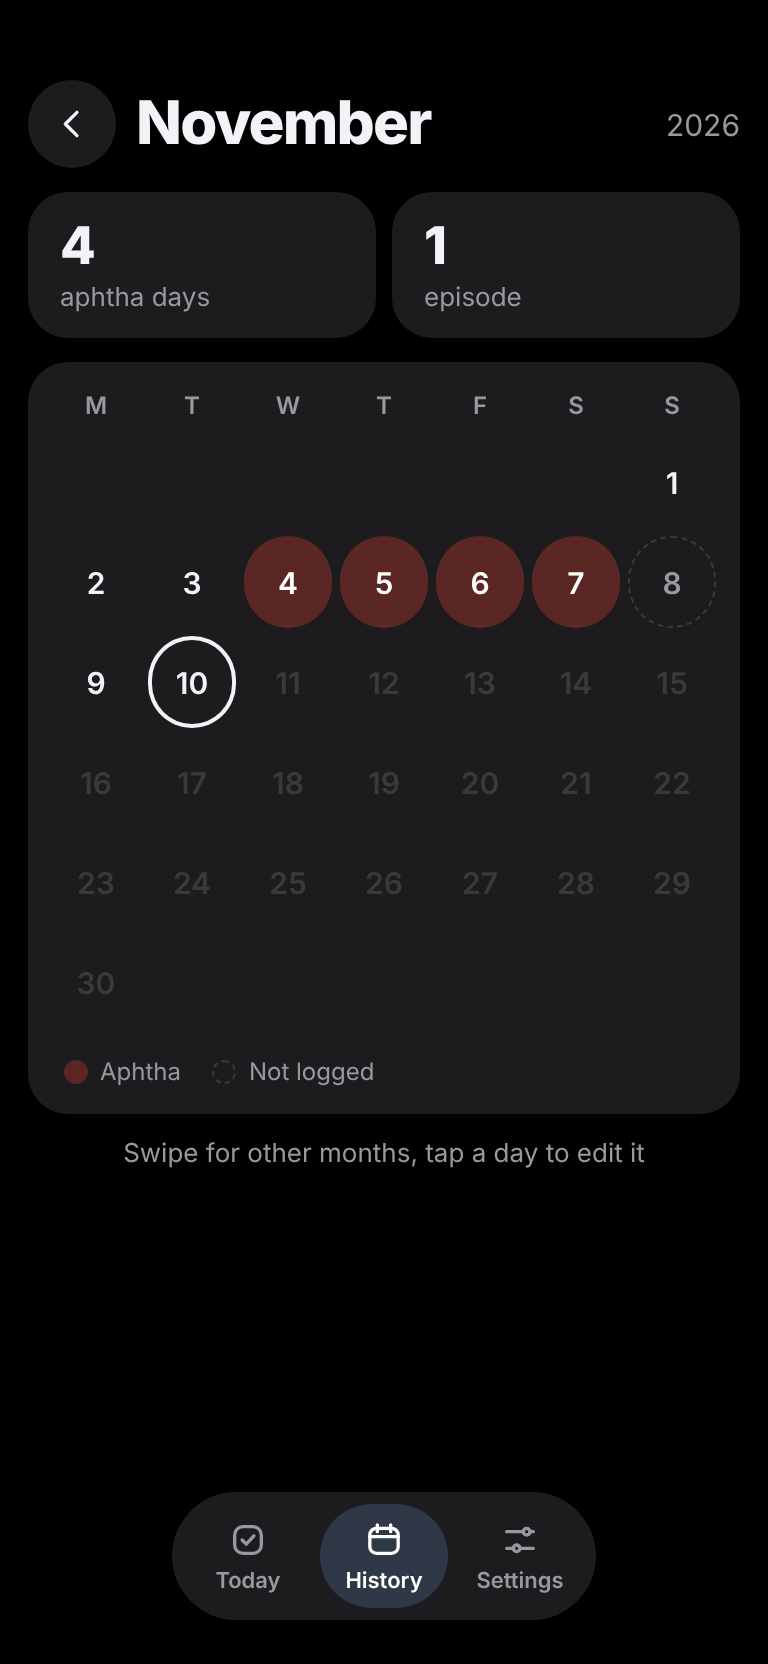 November 2026
4 1
aphtha days episode
M T W T F S S
1
2 3 4 5 6 7 8
9 10 11 12 13 14 15
16 17 18 19 20 21 22
23 24 25 26 27 28 29
30
Aphtha Not logged
Swipe for other months, tap a day to edit it
Today History Settings